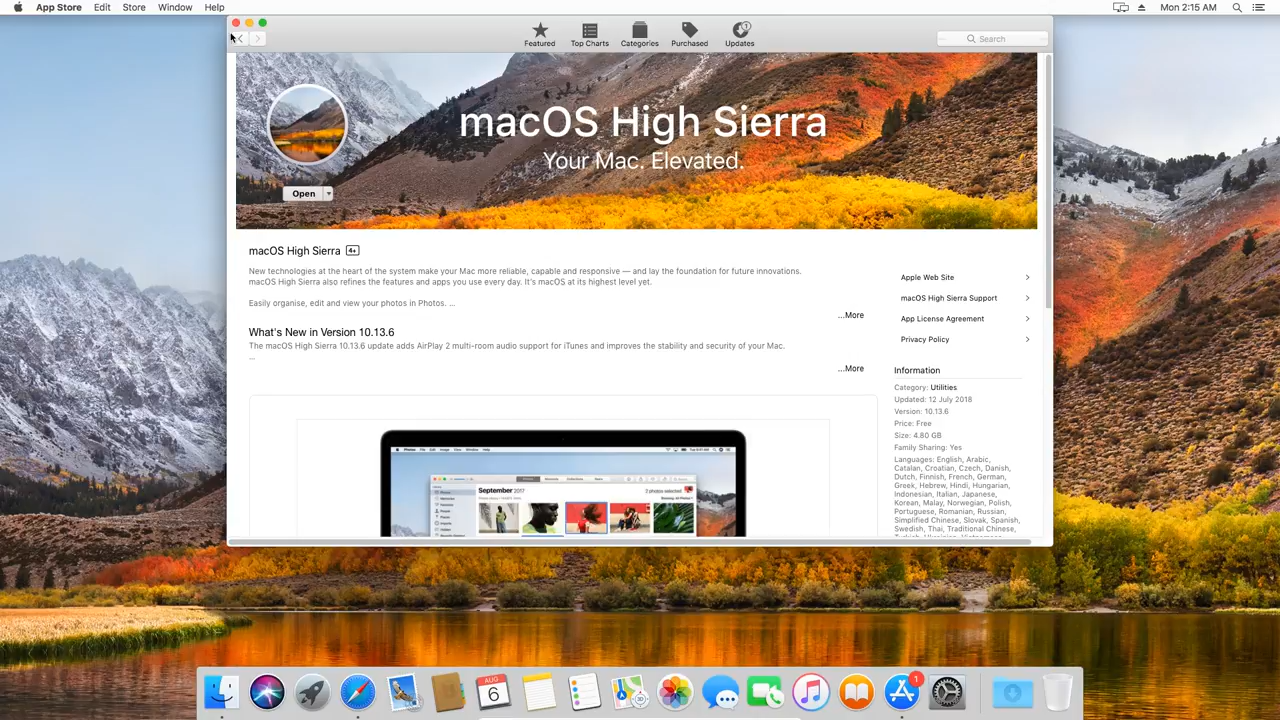 App Store Edit Store Window Help
Mon 2:15 AM
Featured Top Charts Categories Purchased Updates
1
Search
macOS High Sierra
Your Mac. Elevated.
Open
macOS High Sierra 4+
New technologies at the heart of the system make your Mac more reliable, capable and responsive — and lay the foundation for future innovations.
macOS High Sierra also refines the features and apps you use every day. It's macOS at its highest level yet.
Easily organise, edit and view your photos in Photos. ...
...More
What's New in Version 10.13.6
The macOS High Sierra 10.13.6 update adds AirPlay 2 multi-room audio support for iTunes and improves the stability and security of your Mac.
...
...More
Apple Web Site
macOS High Sierra Support
App License Agreement
Privacy Policy
Information
Category: Utilities
Updated: 12 July 2018
Version: 10.13.6
Price: Free
Size: 4.80 GB
Family Sharing: Yes
Languages: English, Arabic,
Catalan, Croatian, Czech, Danish,
Dutch, Finnish, French, German,
Greek, Hebrew, Hindi, Hungarian,
Indonesian, Italian, Japanese,
Korean, Malay, Norwegian, Polish,
Portuguese, Romanian, Russian,
Simplified Chinese, Slovak, Spanish,
Swedish, Thai, Traditional Chinese,
September 2017
AUG
6
1